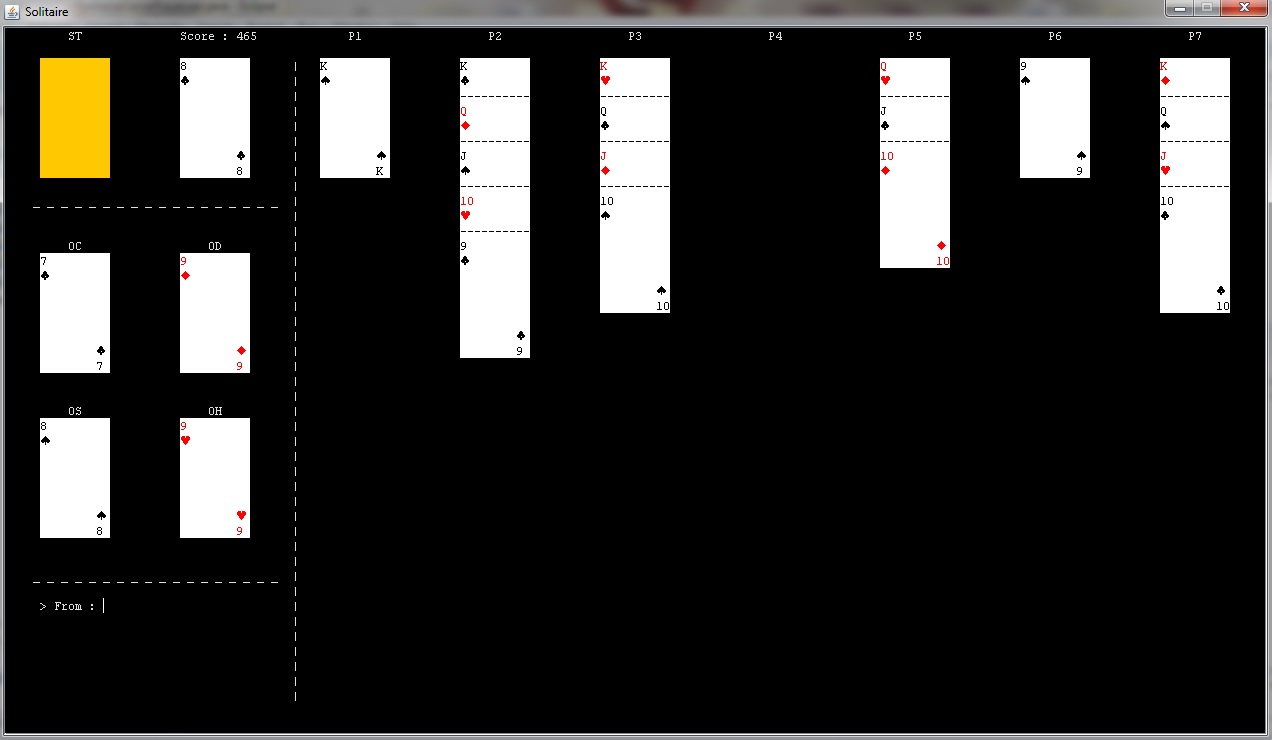 Solitaire
ST Score : 465 P1 P2 P3 P4 P5 P6 P7
8♣ K♠ K♣ K♥ Q♥ 9♠ K♦
Q♦ Q♣ J♣ Q♠
J♠ J♦ 10♦ J♥
8♣ K♠ 9♠
10♥ 10♠ 10♣
OC OD
7♣ 9♦ 9♣ 10♦
10♠ 10♣
9♣
7♣ 9♦
OS OH
8♠ 9♥
8♠ 9♥
> From :